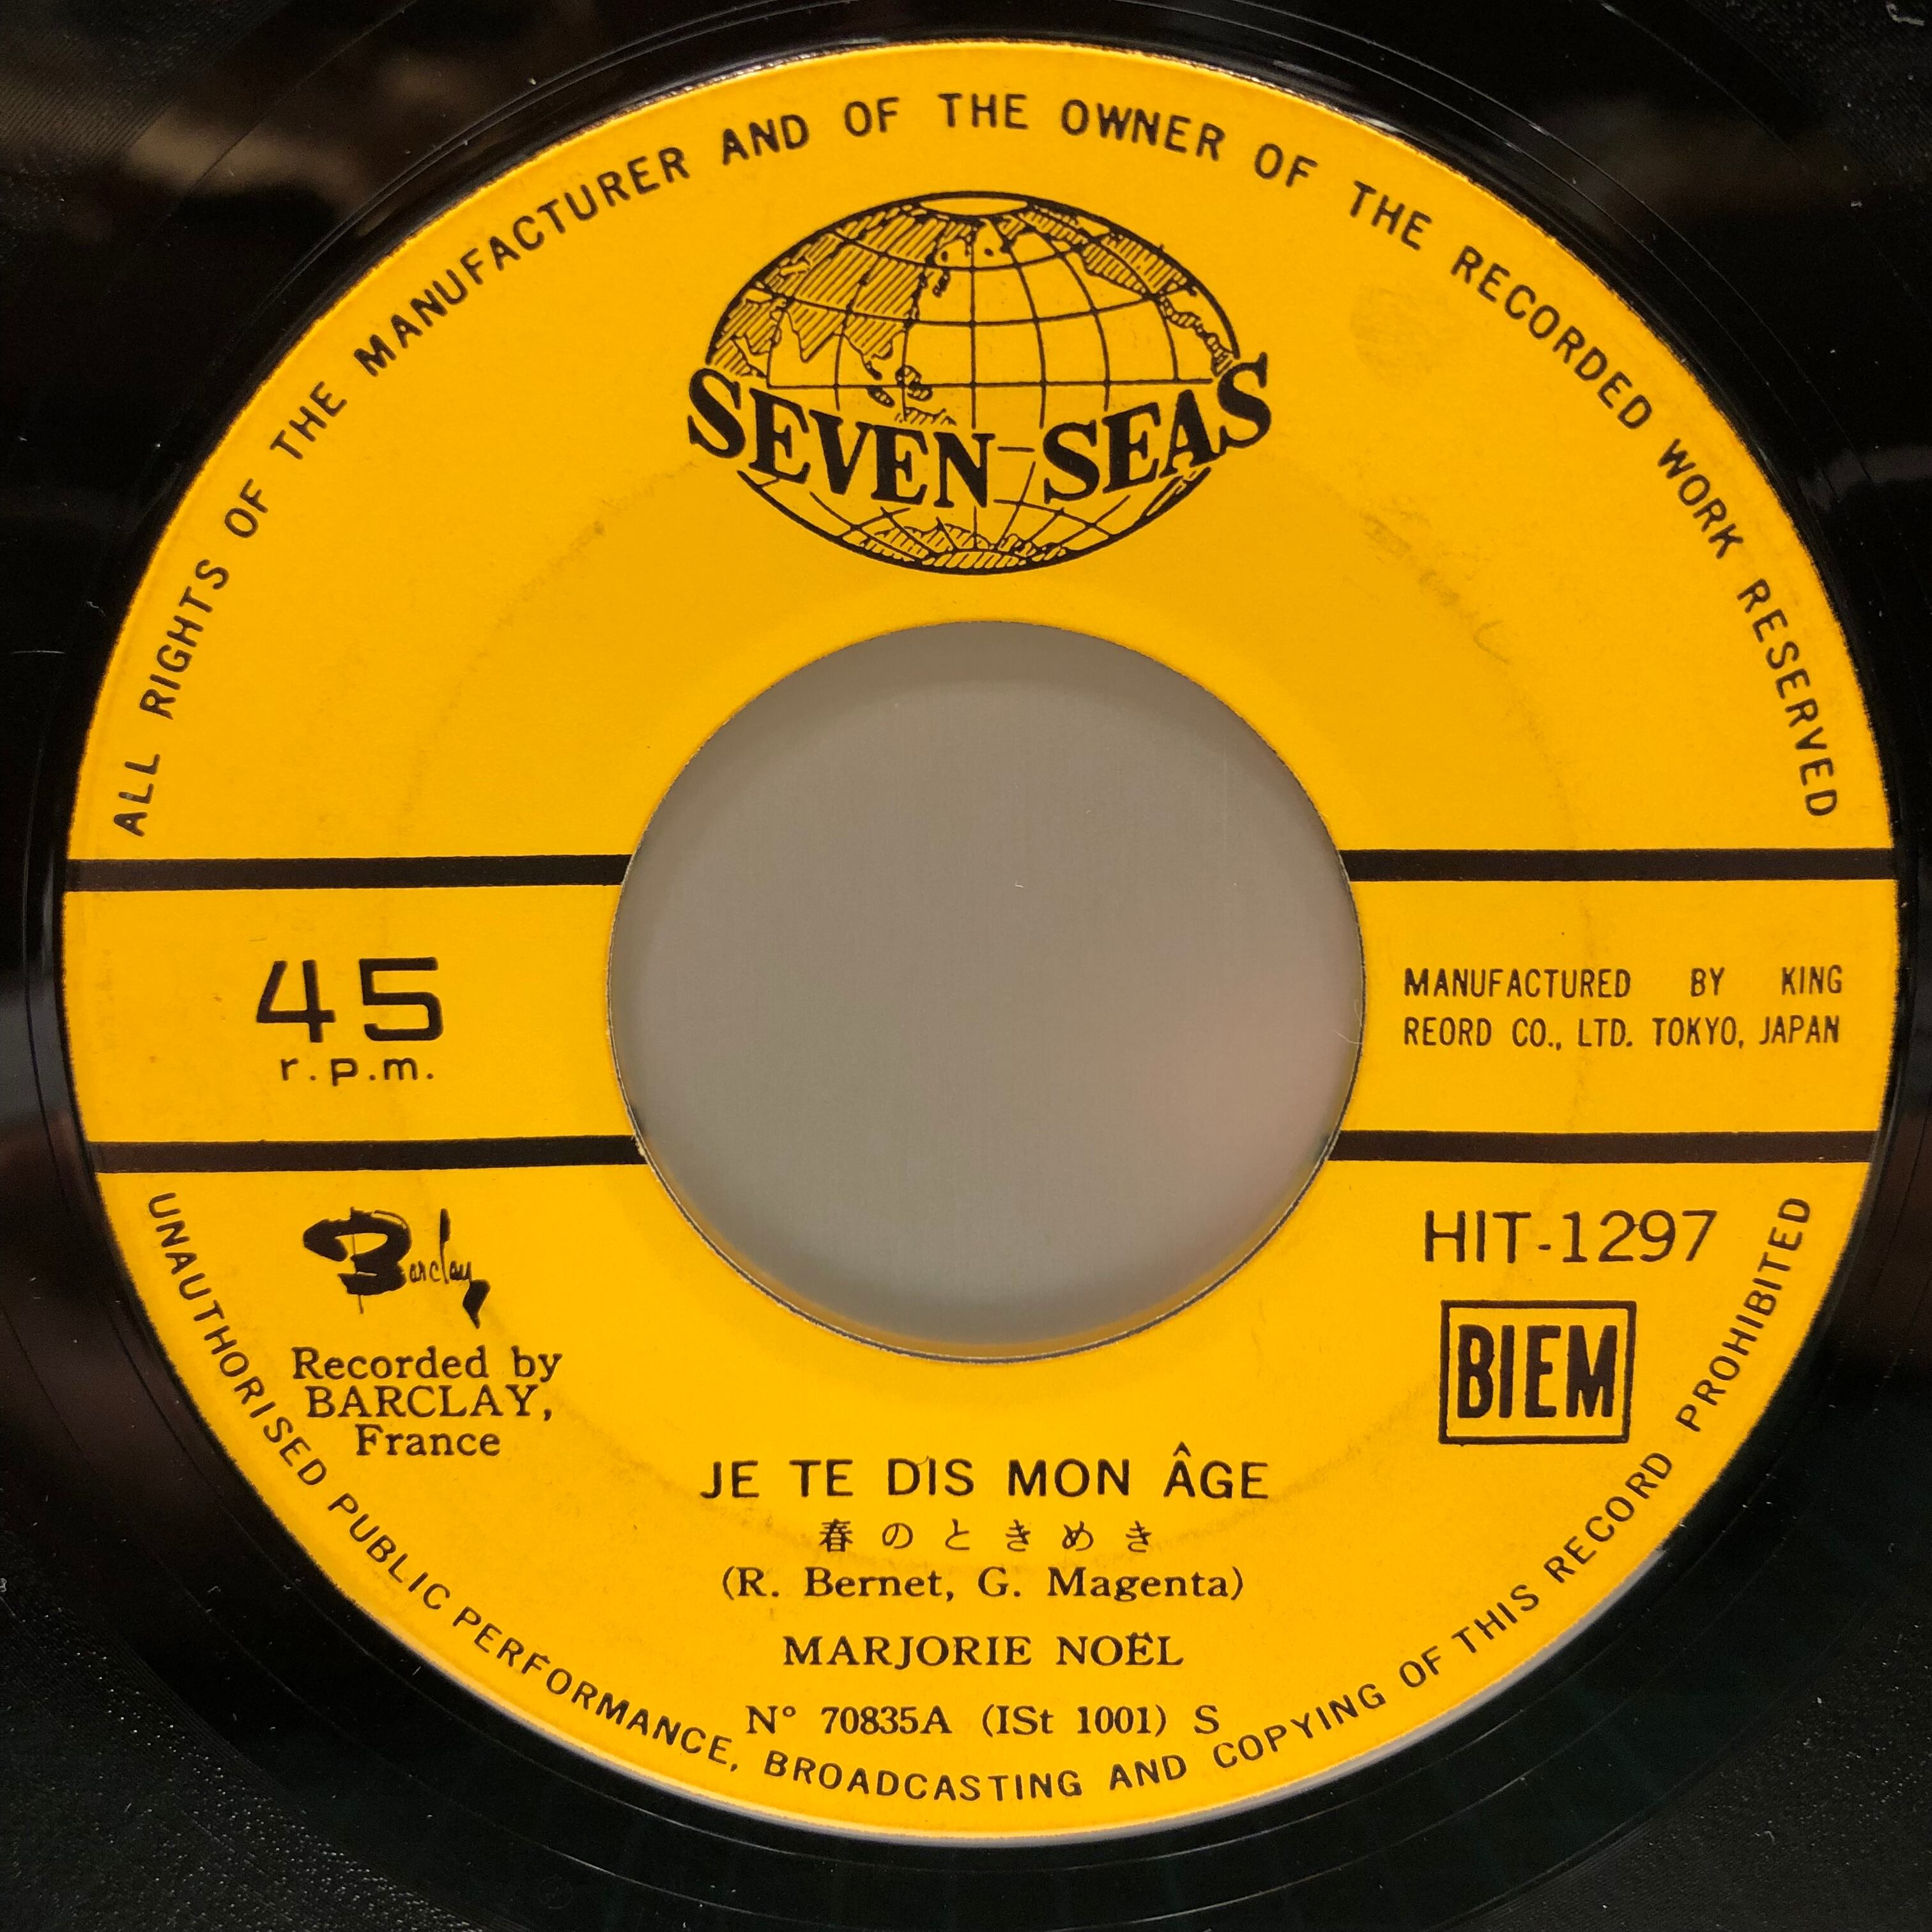 ALL RIGHTS OF THE MANUFACTURER AND OF THE OWNER OF THE RECORDED WORK RESERVED
SEVEN SEAS
45
r.p.m.
MANUFACTURED BY KING
REORD CO., LTD. TOKYO, JAPAN
Barclay
Recorded by
BARCLAY,
France
HIT-1297
BIEM
JE TE DIS MON ÂGE
春のときめき
(R. Bernet, G. Magenta)
MARJORIE NOËL
N° 70835A (ISt 1001) S
UNAUTHORISED PUBLIC PERFORMANCE, BROADCASTING AND COPYING OF THIS RECORD PROHIBITED